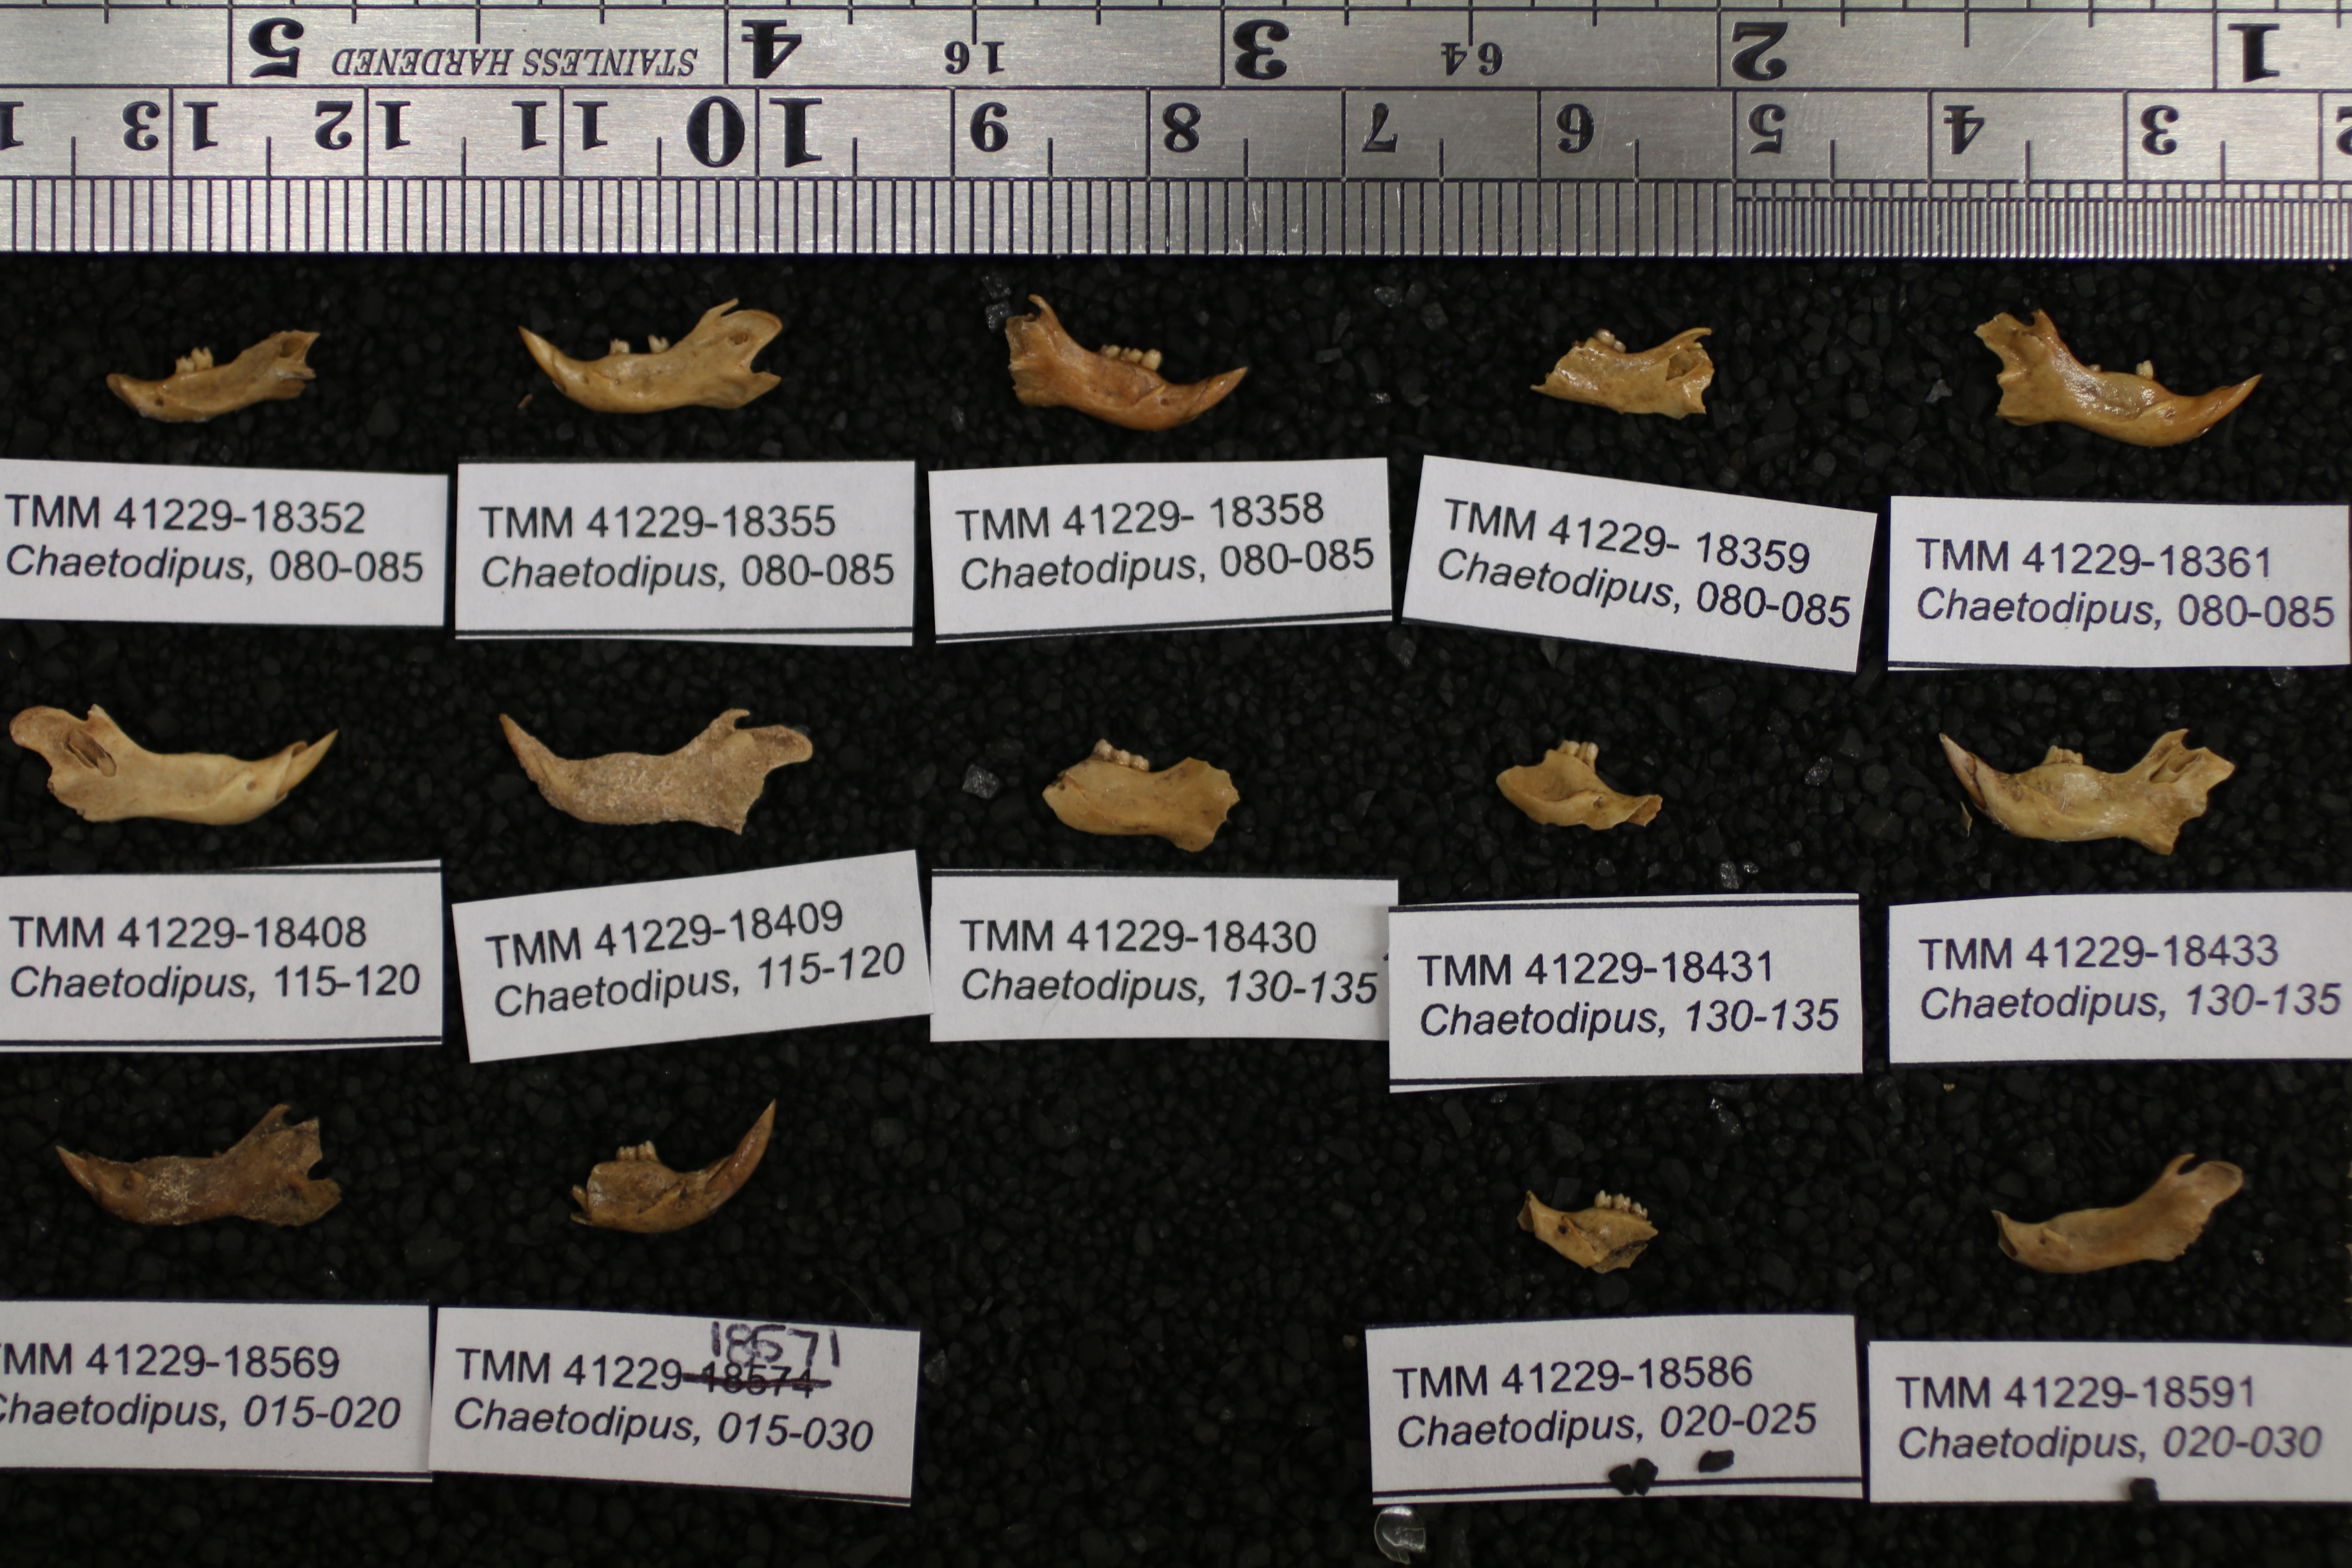 5 STAINLESS HARDENED 4 16 3 64 2 1
13 12 11 10 9 8 7 6 5 4 3
TMM 41229-18352
Chaetodipus, 080-085
TMM 41229-18355
Chaetodipus, 080-085
TMM 41229- 18358
Chaetodipus, 080-085
TMM 41229- 18359
Chaetodipus, 080-085
TMM 41229-18361
Chaetodipus, 080-085
TMM 41229-18408
Chaetodipus, 115-120
TMM 41229-18409
Chaetodipus, 115-120
TMM 41229-18430
Chaetodipus, 130-135
TMM 41229-18431
Chaetodipus, 130-135
TMM 41229-18433
Chaetodipus, 130-135
TMM 41229-18569
Chaetodipus, 015-020
18571
TMM 41229-18574
Chaetodipus, 015-030
TMM 41229-18586
Chaetodipus, 020-025
TMM 41229-18591
Chaetodipus, 020-030